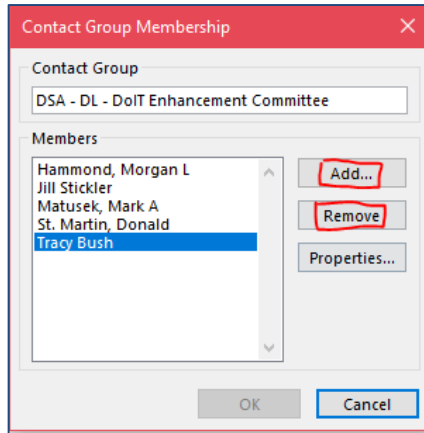 Contact Group Membership
Contact Group
DSA - DL - DoIT Enhancement Committee
Members
Hammond, Morgan L
Jill Stickler
Matusek, Mark A
St. Martin, Donald
Tracy Bush
Add...
Remove
Properties...
OK
Cancel